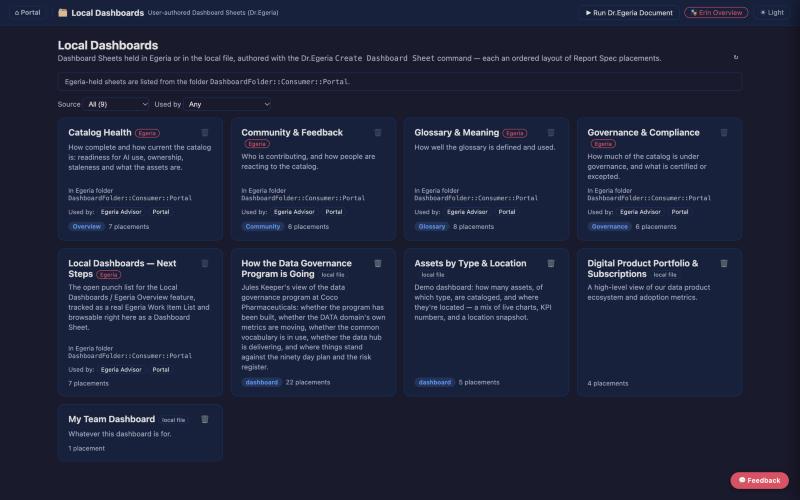 ⌂ Portal
Local Dashboards
User-authored Dashboard Sheets (Dr.Egeria)
▶ Run Dr.Egeria Document
Erin Overview
☀ Light
Local Dashboards
Dashboard Sheets held in Egeria or in the local file, authored with the Dr.Egeria Create Dashboard Sheet command — each an ordered layout of Report Spec placements.
↻
Egeria-held sheets are listed from the folder DashboardFolder::Consumer::Portal.
Source All (9) Used by Any
Catalog Health Egeria
How complete and how current the catalog
is: readiness for AI use, ownership,
staleness and what the assets are.
In Egeria folder
DashboardFolder::Consumer::Portal
Used by: Egeria Advisor Portal
Overview 7 placements
Community & Feedback
Egeria
Who is contributing, and how people are
reacting to the catalog.
In Egeria folder
DashboardFolder::Consumer::Portal
Used by: Egeria Advisor Portal
Community 6 placements
Glossary & Meaning Egeria
How well the glossary is defined and used.
In Egeria folder
DashboardFolder::Consumer::Portal
Used by: Egeria Advisor Portal
Glossary 8 placements
Governance & Compliance
Egeria
How much of the catalog is under
governance, and what is certified or
excepted.
In Egeria folder
DashboardFolder::Consumer::Portal
Used by: Egeria Advisor Portal
Governance 6 placements
Local Dashboards — Next
Steps Egeria
The open punch list for the Local
Dashboards / Egeria Overview feature,
tracked as a real Egeria Work Item List and
browsable right here as a Dashboard
Sheet.
In Egeria folder
DashboardFolder::Consumer::Portal
Used by: Egeria Advisor Portal
7 placements
How the Data Governance
Program is Going local file
Jules Keeper's view of the data
governance program at Coco
Pharmaceuticals: whether the program has
been built, whether the DATA domain's own
metrics are moving, whether the common
vocabulary is in use, whether the data hub
is delivering, and where things stand
against the ninety day plan and the risk
register.
dashboard 22 placements
Assets by Type & Location
local file
Demo dashboard: how many assets, of
which type, are cataloged, and where
they're located — a mix of live charts, KPI
numbers, and a location snapshot.
dashboard 5 placements
Digital Product Portfolio &
Subscriptions local file
A high-level view of our data product
ecosystem and adoption metrics.
4 placements
My Team Dashboard local file
Whatever this dashboard is for.
1 placement
Feedback